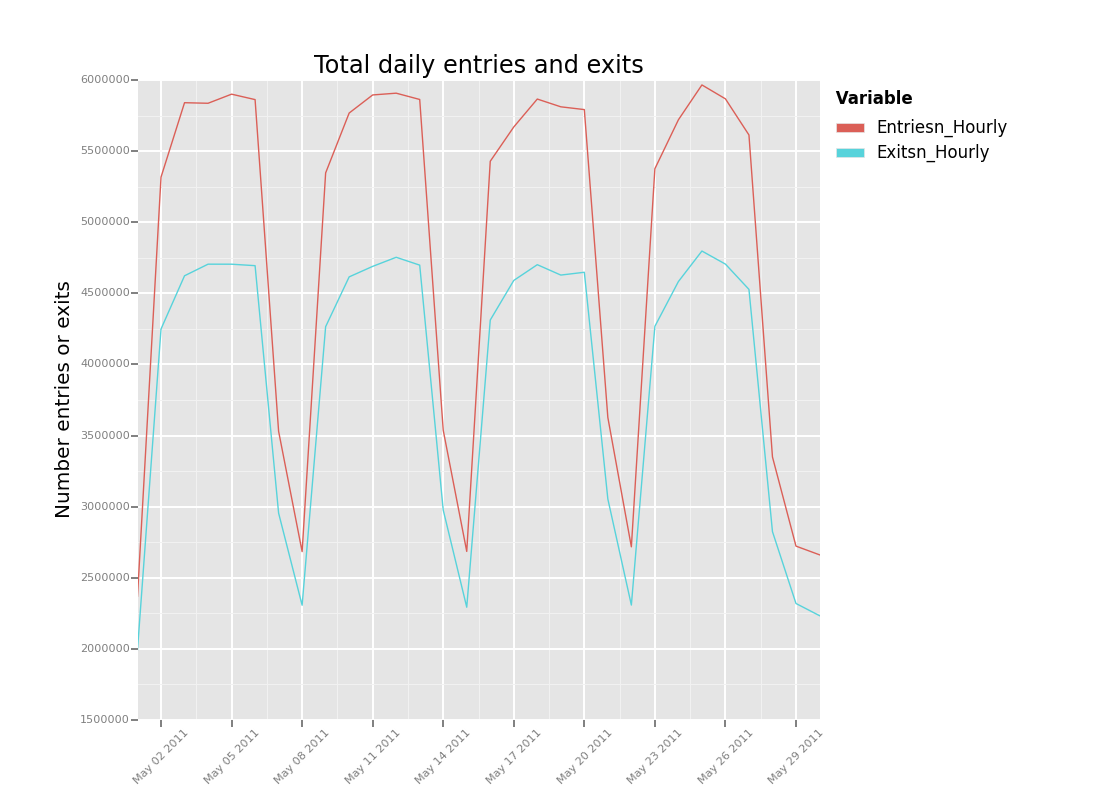 Total daily entries and exits
Number entries or exits
6000000
5500000
5000000
4500000
4000000
3500000
3000000
2500000
2000000
1500000
May 02 2011
May 05 2011
May 08 2011
May 11 2011
May 14 2011
May 17 2011
May 20 2011
May 23 2011
May 26 2011
May 29 2011
Variable
Entriesn_Hourly
Exitsn_Hourly